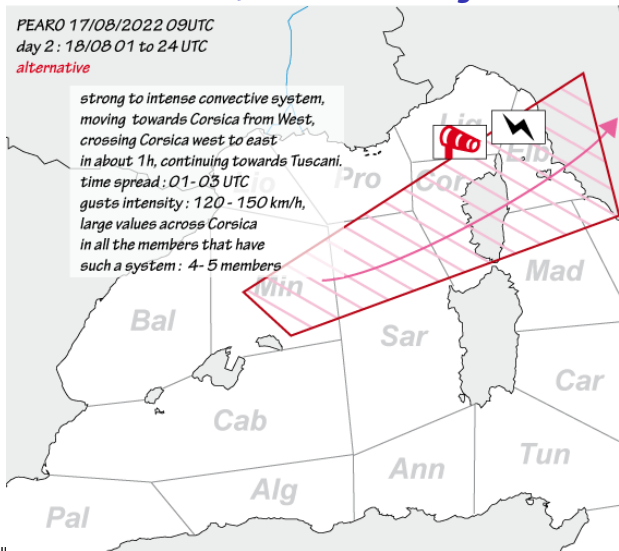 PEARO 17/08/2022 09UTC
day 2 : 18/08 01 to 24 UTC
alternative
strong to intense convective system,
moving towards Corsica from West,
crossing Corsica west to east
in about 1h, continuing towards Tuscani.
time spread : 01- 03 UTC
gusts intensity : 120 - 150 km/h,
large values across Corsica
in all the members that have
such a system : 4- 5 members
Lig
Elb
Pro
Cor
Min
Mad
Bal
Sar
Car
Cab
Tun
Ann
Alg
Pal